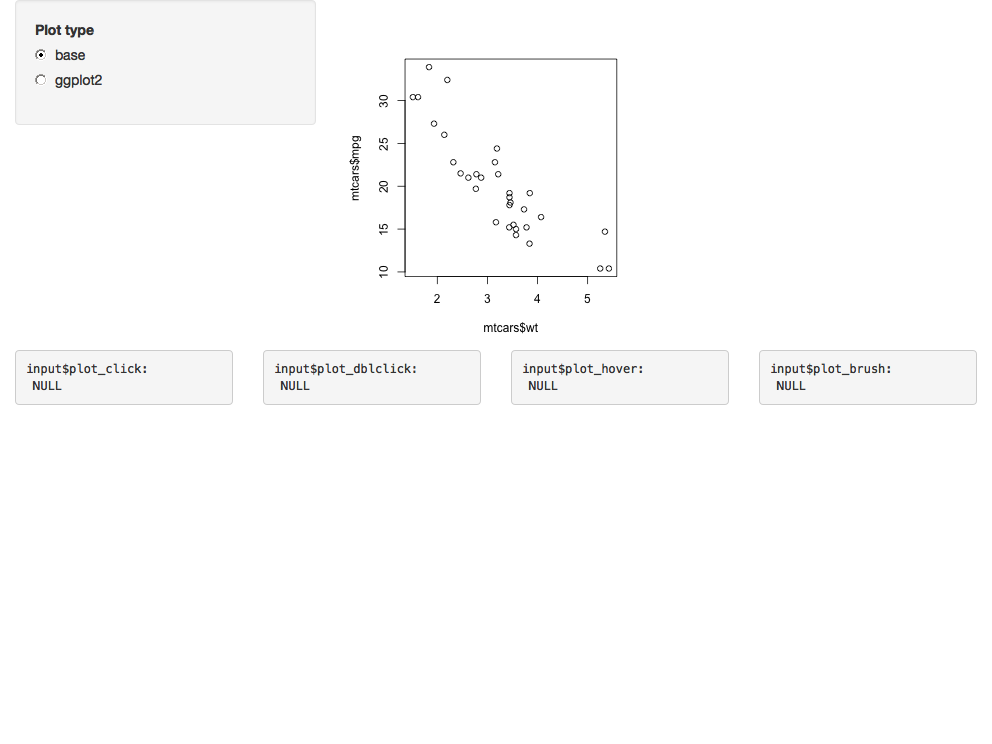 Plot type
base
ggplot2
mtcars$mpg
30
25
20
15
10
2 3 4 5
mtcars$wt
input$plot_click:
NULL
input$plot_dblclick:
NULL
input$plot_hover:
NULL
input$plot_brush:
NULL